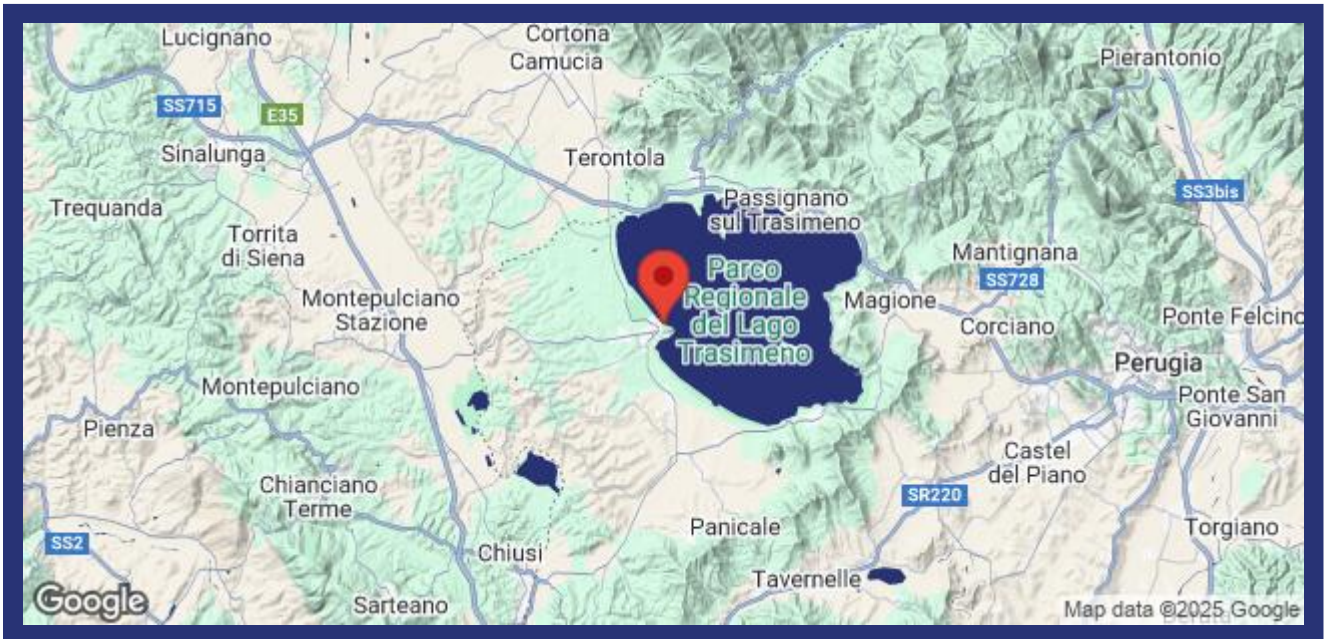 Lucignano
Cortona
Camucia
Pierantonio
SS715
E35
Sinalunga
Terontola
SS3bis
Trequanda
Passignano
sul Trasimeno
Torrita
di Siena
Mantignana
SS728
Parco
Regionale
del Lago
Trasimeno
Montepulciano
Stazione
Magione
Corciano
Ponte Felcino
Perugia
Montepulciano
Ponte San
Giovanni
Pienza
Castel
del Piano
Chianciano
Terme
SR220
Panicale
Torgiano
SS2
Chiusi
Tavernelle
Sarteano
Google
Map data ©2025 Google